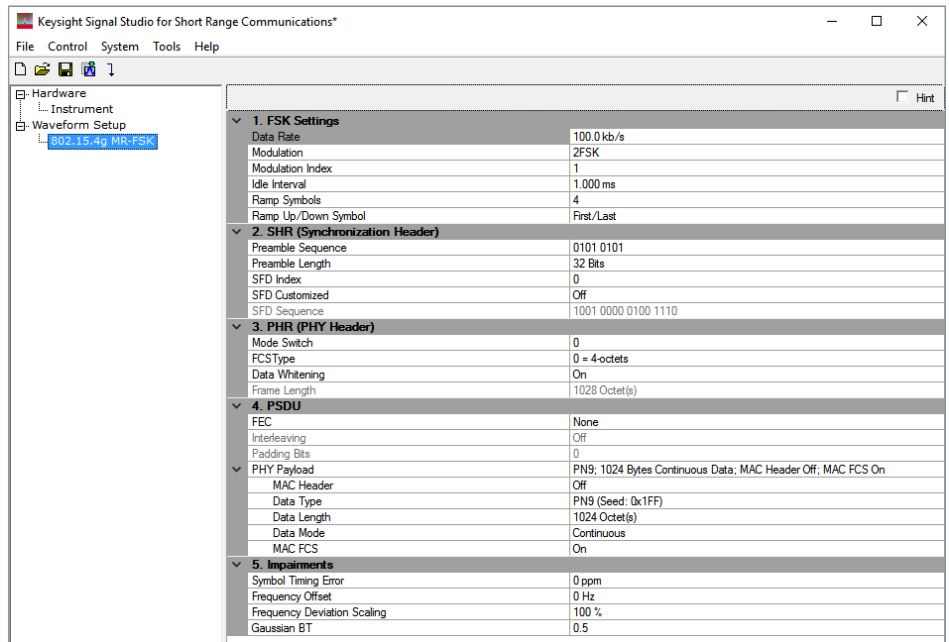 Keysight Signal Studio for Short Range Communications*
File Control System Tools Help
Hardware
Instrument
Waveform Setup
802.15.4g MR-FSK
Hint
1. FSK Settings
Data Rate 100.0 kb/s
Modulation 2FSK
Modulation Index 1
Idle Interval 1.000 ms
Ramp Symbols 4
Ramp Up/Down Symbol First/Last
2. SHR (Synchronization Header)
Preamble Sequence 0101 0101
Preamble Length 32 Bits
SFD Index 0
SFD Customized Off
SFD Sequence 1001 0000 0100 1110
3. PHR (PHY Header)
Mode Switch 0
FCSType 0 = 4-octets
Data Whitening On
Frame Length 1028 Octet(s)
4. PSDU
FEC None
Interleaving Off
Padding Bits 0
PHY Payload PN9; 1024 Bytes Continuous Data; MAC Header Off; MAC FCS On
MAC Header Off
Data Type PN9 (Seed: 0x1FF)
Data Length 1024 Octet(s)
Data Mode Continuous
MAC FCS On
5. Impairments
Symbol Timing Error 0 ppm
Frequency Offset 0 Hz
Frequency Deviation Scaling 100 %
Gaussian BT 0.5